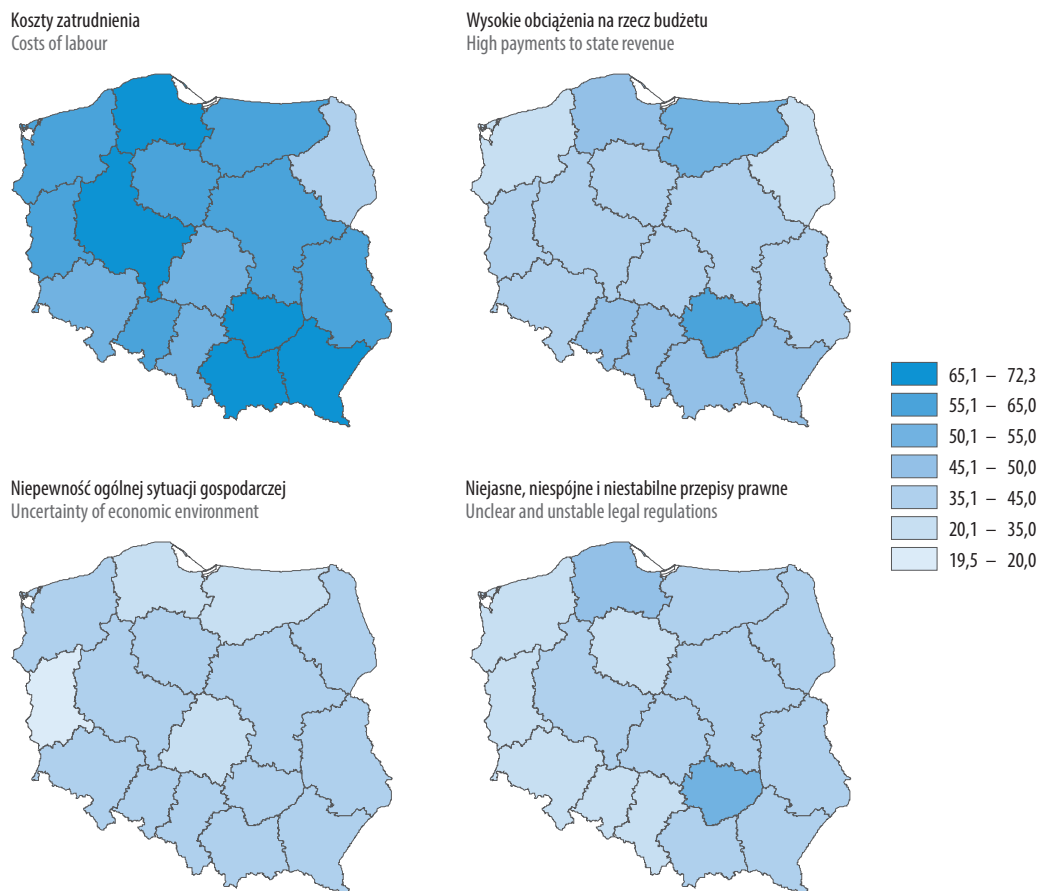 Koszty zatrudnienia
Costs of labour
Wysokie obciążenia na rzecz budżetu
High payments to state revenue
65,1 – 72,3
55,1 – 65,0
50,1 – 55,0
45,1 – 50,0
35,1 – 45,0
20,1 – 35,0
19,5 – 20,0
Niepewność ogólnej sytuacji gospodarczej
Uncertainty of economic environment
Niejasne, niespójne i niestabilne przepisy prawne
Unclear and unstable legal regulations